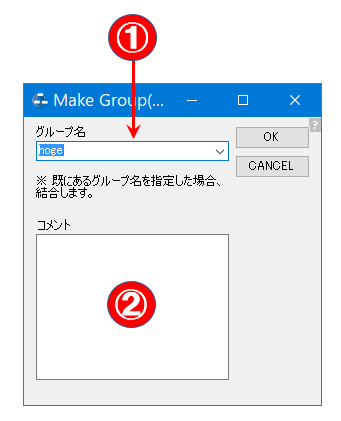 ①
Make Group(...
?
グループ名
OK
hoge
CANCEL
※ 既にあるグループ名を指定した場合、
結合します。
コメント
②